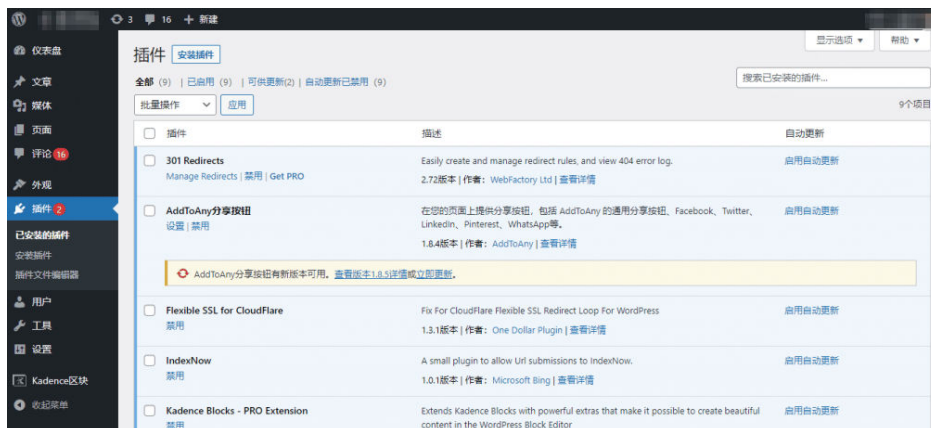 3 16 新建
显示选项 帮助
仪表盘
文章
媒体
页面
评论 16
外观
插件 2
已安装的插件
安装插件
插件文件编辑器
用户
工具
设置
Kadence区块
收起菜单
插件 安装插件
全部 (9) | 已启用 (9) | 可供更新(2) | 自动更新已禁用 (9)
搜索已安装的插件...
批量操作 应用
9个项目
插件 描述 自动更新
301 Redirects
Manage Redirects | 禁用 | Get PRO
Easily create and manage redirect rules, and view 404 error log.
2.72版本 | 作者: WebFactory Ltd | 查看详情
启用自动更新
AddToAny分享按钮
设置 | 禁用
在您的页面上提供分享按钮，包括 AddToAny 的通用分享按钮、Facebook、Twitter、
LinkedIn、Pinterest、WhatsApp等。
1.8.4版本 | 作者: AddToAny | 查看详情
启用自动更新
AddToAny分享按钮有新版本可用。查看版本1.8.5详情或立即更新。
Flexible SSL for CloudFlare
禁用
Fix For CloudFlare Flexible SSL Redirect Loop For WordPress
1.3.1版本 | 作者: One Dollar Plugin | 查看详情
启用自动更新
IndexNow
禁用
A small plugin to allow Url submissions to IndexNow.
1.0.1版本 | 作者: Microsoft Bing | 查看详情
启用自动更新
Kadence Blocks - PRO Extension
禁用
Extends Kadence Blocks with powerful extras that make it possible to create beautiful
content in the WordPress Block Editor
启用自动更新